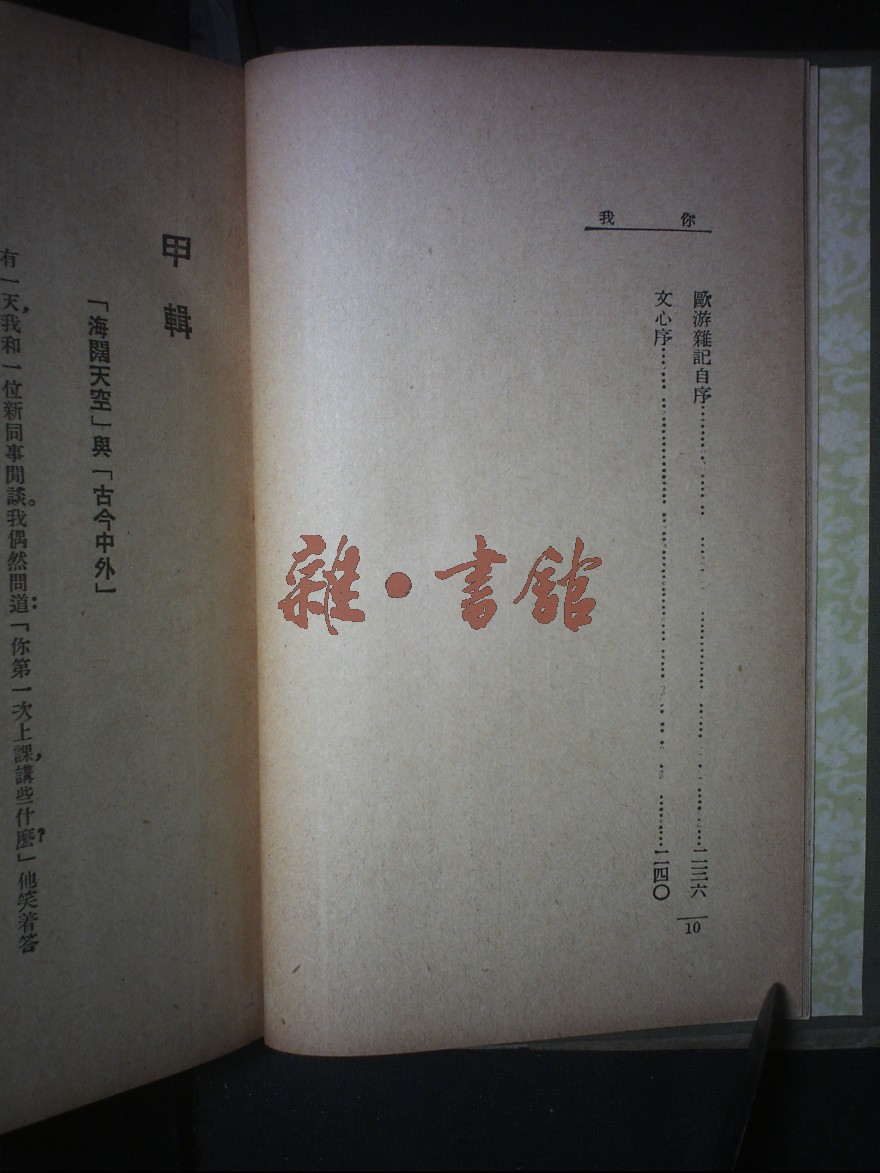 你我
歐游雜記自序……二三六
文心序……二四〇
10
甲輯
「海闊天空」與「古今中外」
有一天，我和一位新同事閒談。我偶然問道：「你第一次上課，講些什麼？」他笑着答
雜·書館